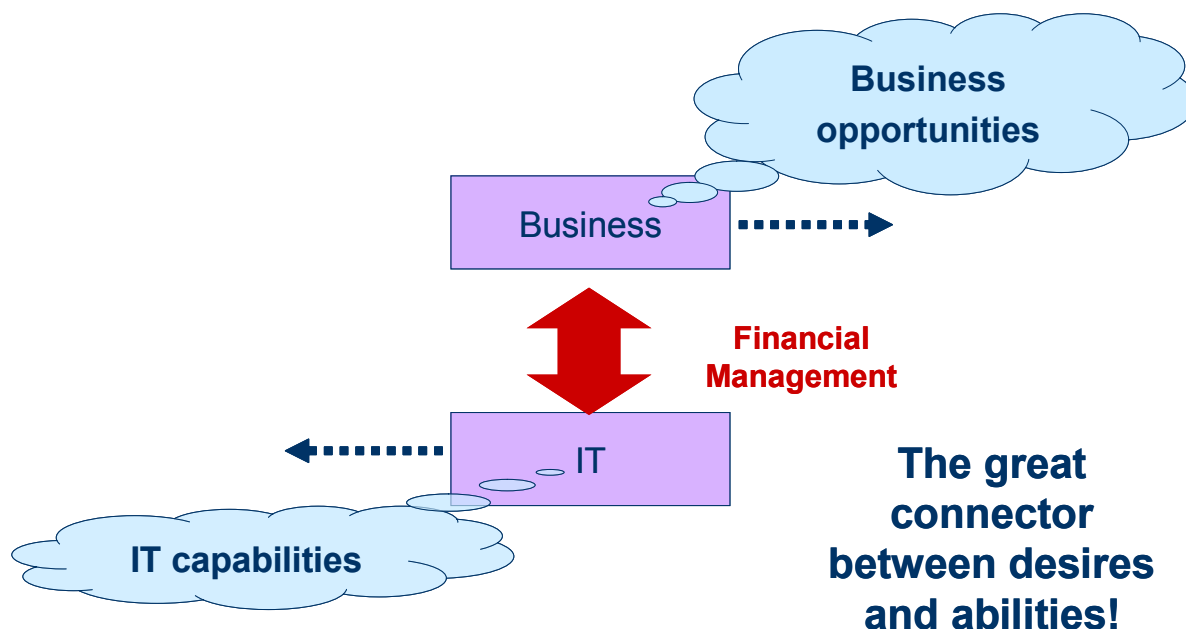 Business
opportunities
Business
Financial
Management
IT
IT capabilities
The great
connector
between desires
and abilities!